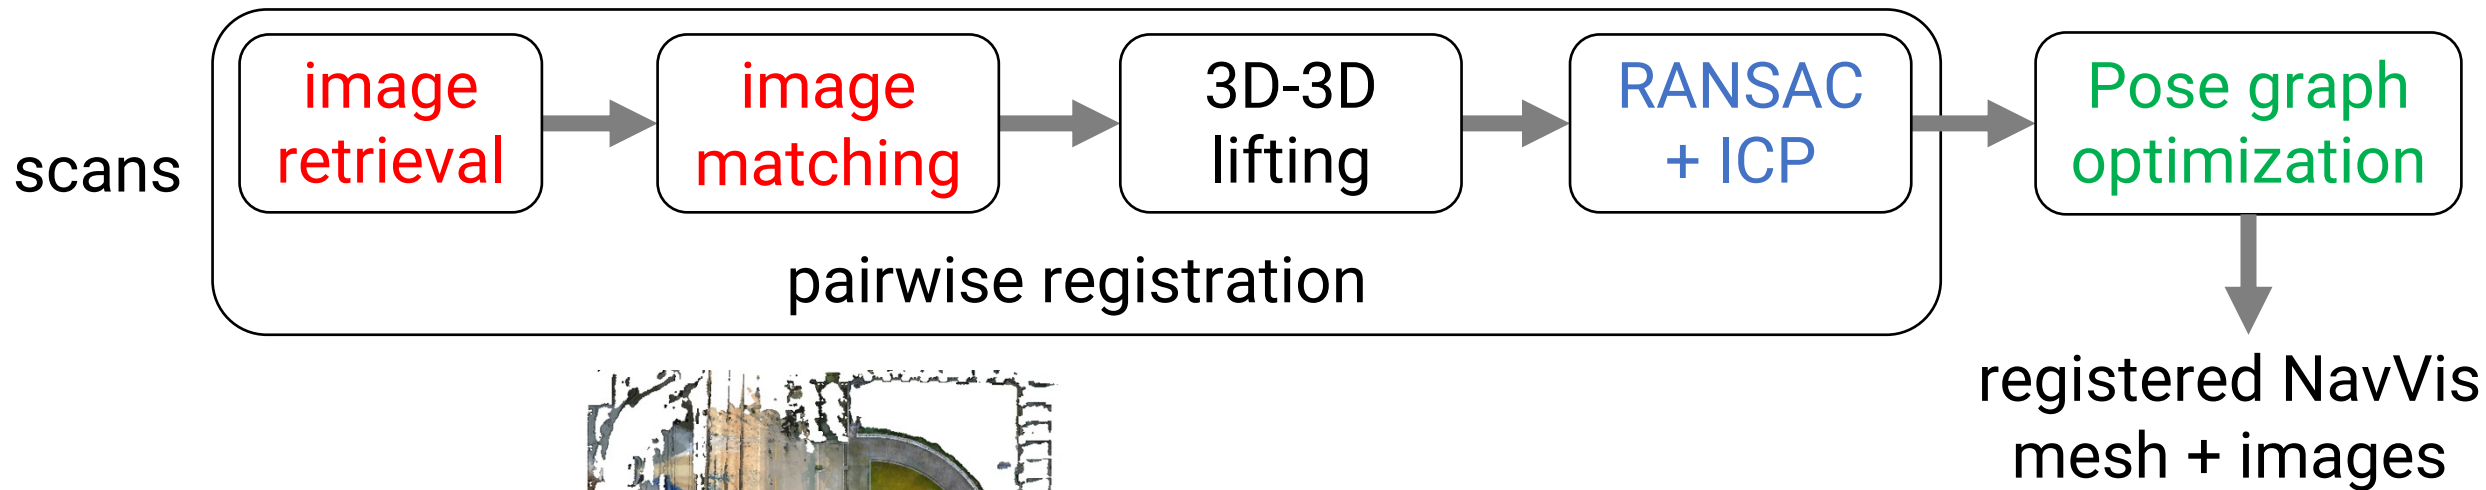 scans
image
retrieval
image
matching
3D-3D
lifting
RANSAC
+ ICP
Pose graph
optimization
pairwise registration
registered NavVis
mesh + images